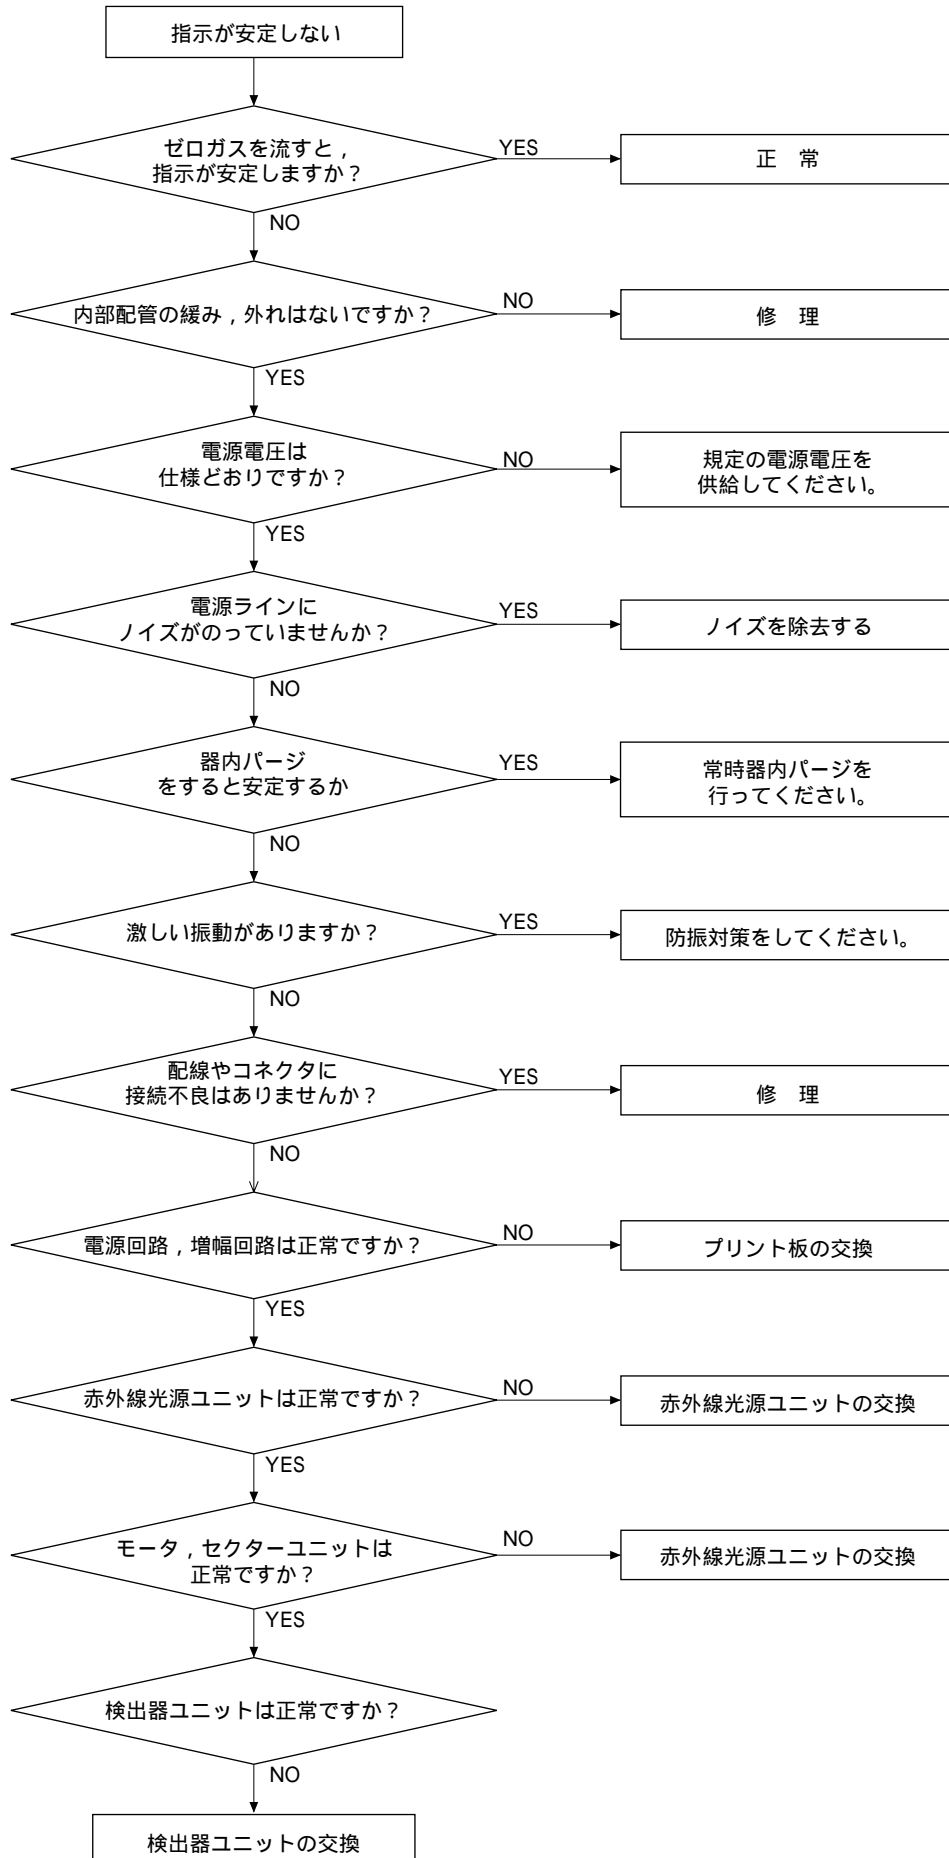 指示が安定しない
ゼロガスを流すと，
指示が安定しますか？
YES
正　常
NO
内部配管の緩み，外れはないですか？
NO
修　理
YES
電源電圧は
仕様どおりですか？
NO
規定の電源電圧を
供給してください。
YES
電源ラインに
ノイズがのっていませんか？
YES
ノイズを除去する
NO
器内パージ
をすると安定するか
YES
常時器内パージを
行ってください。
NO
激しい振動がありますか？
YES
防振対策をしてください。
NO
配線やコネクタに
接続不良はありませんか？
YES
修　理
NO
電源回路，増幅回路は正常ですか？
NO
プリント板の交換
YES
赤外線光源ユニットは正常ですか？
NO
赤外線光源ユニットの交換
YES
モータ，セクターユニットは
正常ですか？
NO
赤外線光源ユニットの交換
YES
検出器ユニットは正常ですか？
NO
検出器ユニットの交換